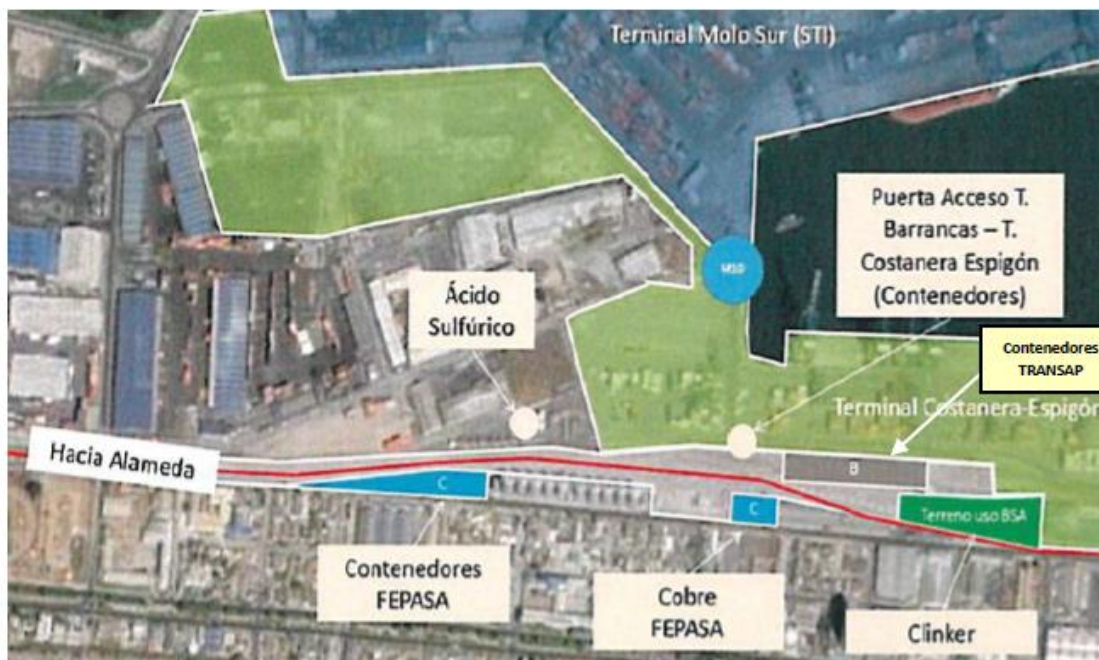 Terminal Molo Sur (STI)
Puerta Acceso T.
Barrancas – T.
Costanera Espigón
(Contenedores)
Ácido
Sulfúrico
Contenedores
TRANSAP
Terminal Costanera-Espigón
Hacia Alameda
B
C
C
Terreno uso BSA
Contenedores
FEPASA
Cobre
FEPASA
Clinker